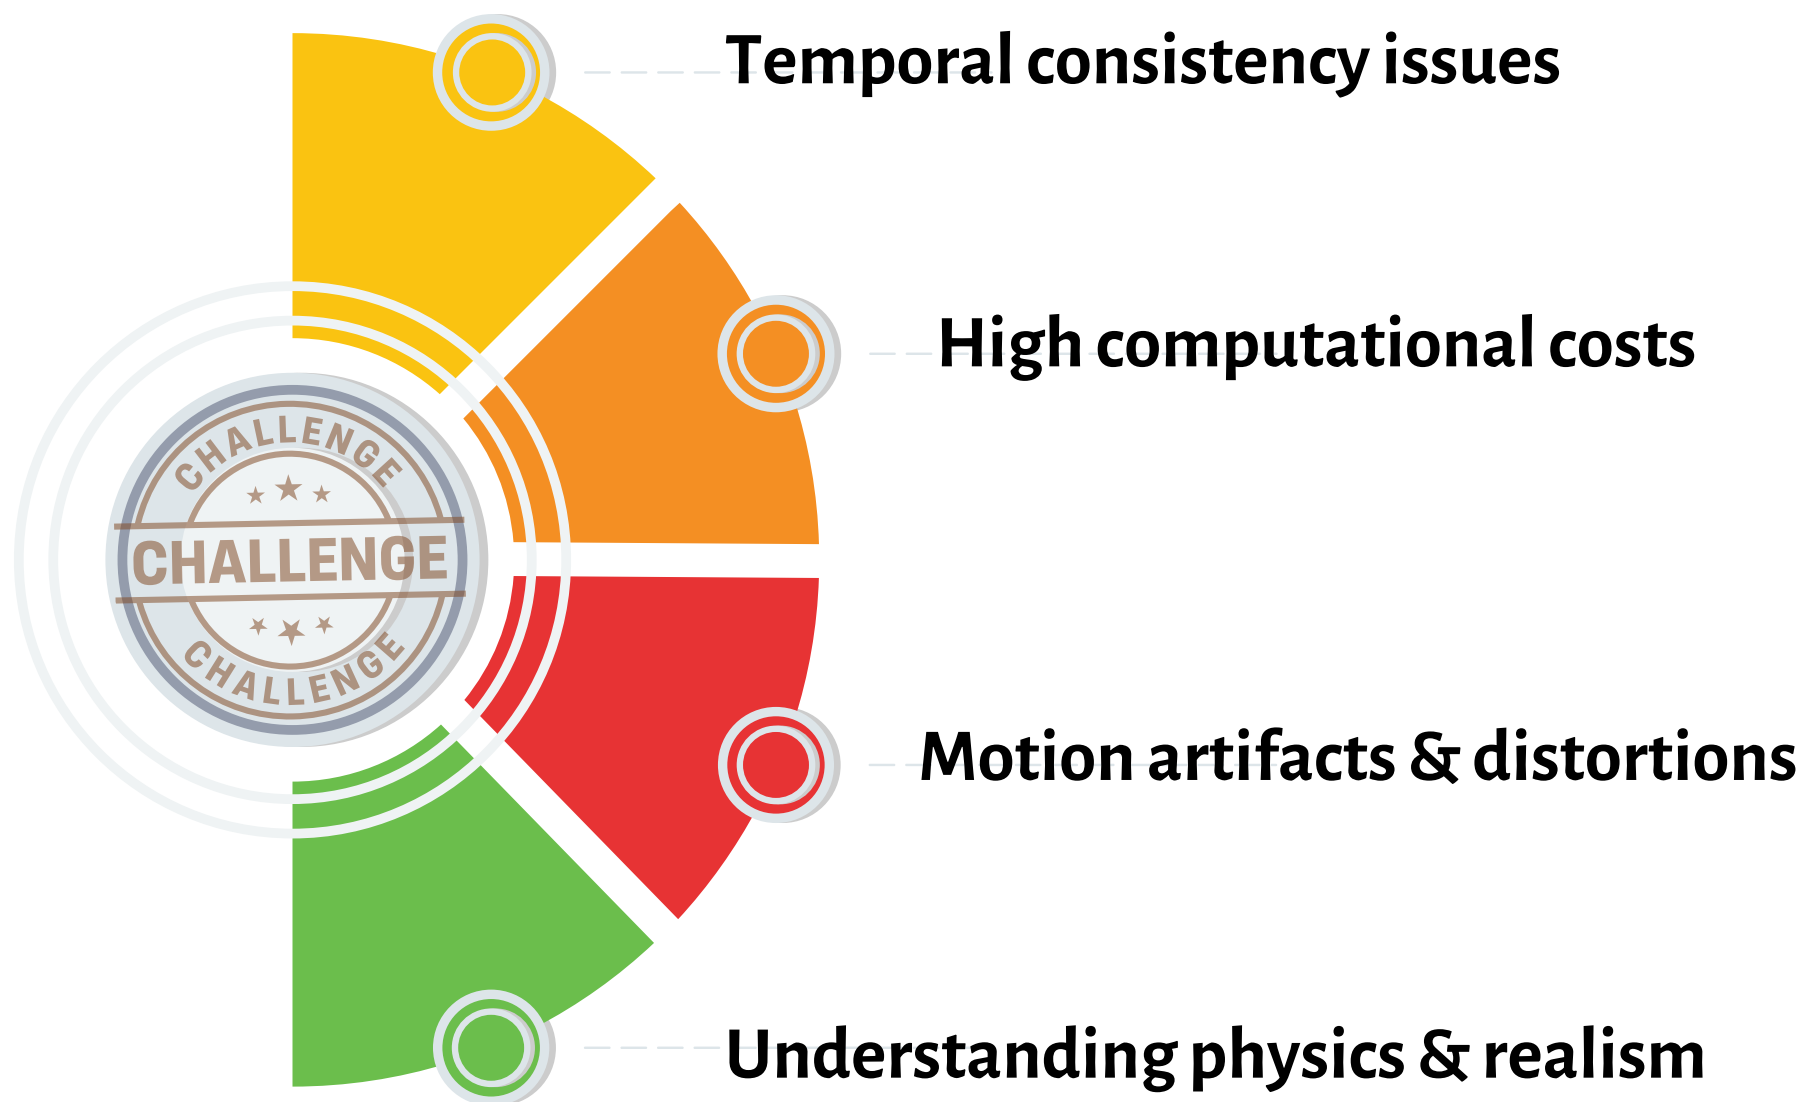 Temporal consistency issues
High computational costs
CHALLENGE
CHALLENGE
CHALLENGE
Motion artifacts & distortions
Understanding physics & realism